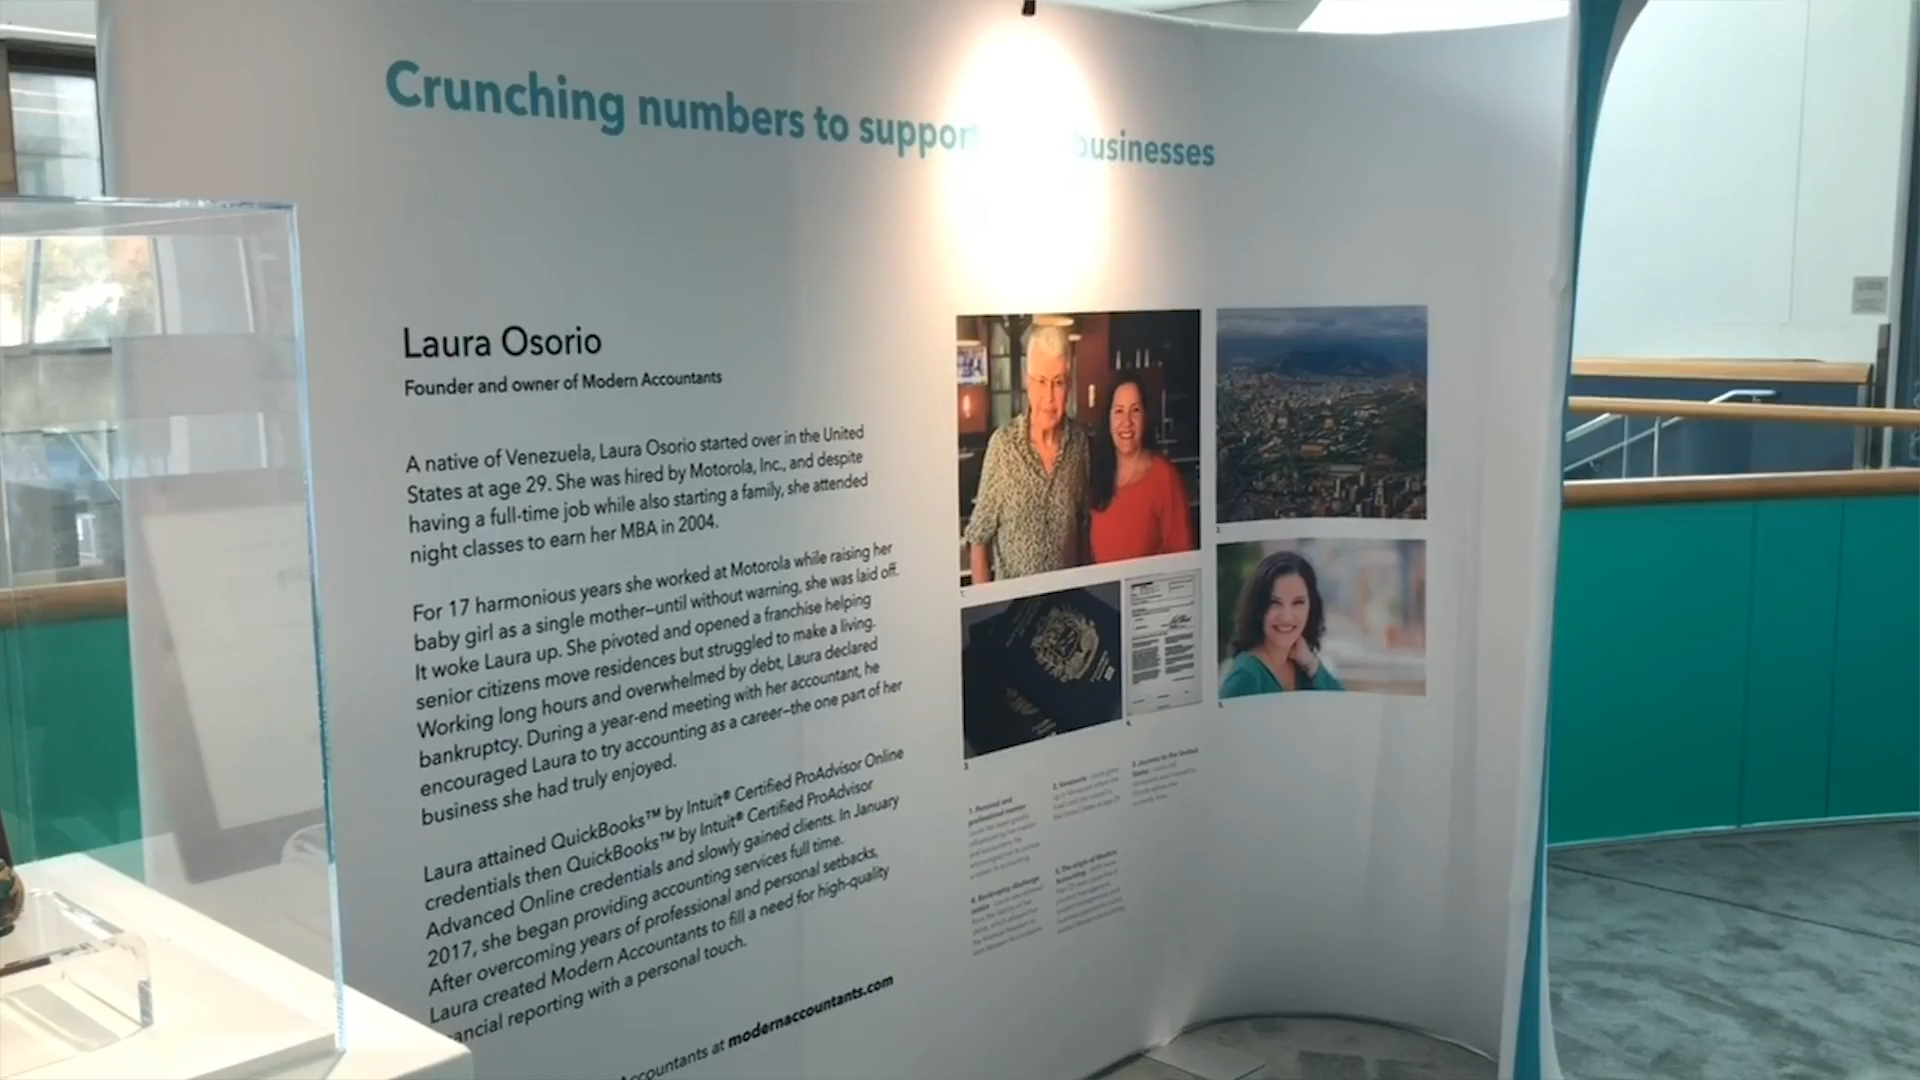 Crunching numbers to suppor businesses
Laura Osorio
Founder and owner of Modern Accountants
A native of Venezuela, Laura Osorio started over in the United
States at age 29. She was hired by Motorola, Inc., and despite
having a full-time job while also starting a family, she attended
night classes to earn her MBA in 2004.
For 17 harmonious years she worked at Motorola while raising her
baby girl as a single mother–until without warning, she was laid off.
It woke Laura up. She pivoted and opened a franchise helping
senior citizens move residences but struggled to make a living.
Working long hours and overwhelmed by debt, Laura declared
bankruptcy. During a year-end meeting with her accountant, he
encouraged Laura to try accounting as a career–the one part of her
business she had truly enjoyed.
Laura attained QuickBooks™ by Intuit® Certified ProAdvisor Online
credentials then QuickBooks™ by Intuit® Certified ProAdvisor
Advanced Online credentials and slowly gained clients. In January
2017, she began providing accounting services full time.
After overcoming years of professional and personal setbacks,
Laura created Modern Accountants to fill a need for high-quality
ancial reporting with a personal touch.
ccountants at modernaccountants.com